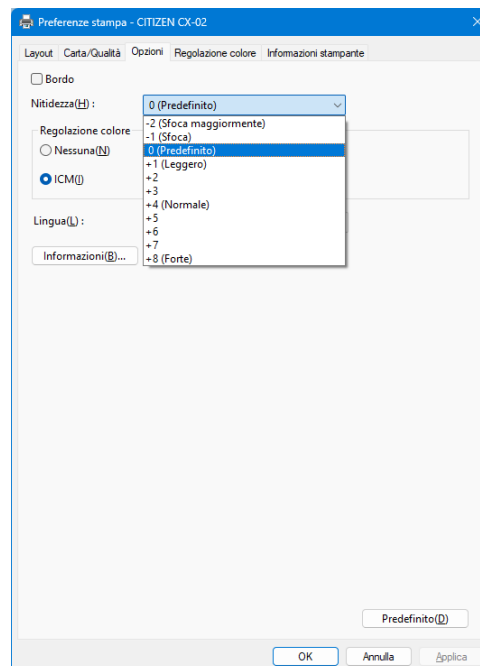 Preferenze stampa - CITIZEN CX-02
Layout Carta/Qualità Opzioni Regolazione colore Informazioni stampante
Bordo
Nitidezza(H) : 0 (Predefinito)
-2 (Sfoca maggiormente)
-1 (Sfoca)
0 (Predefinito)
+1 (Leggero)
+2
+3
+4 (Normale)
+5
+6
+7
+8 (Forte)
Regolazione colore
Nessuna(N)
ICM(I)
Lingua(L) :
Informazioni(B)...
Predefinito(D)
OK Annulla Applica